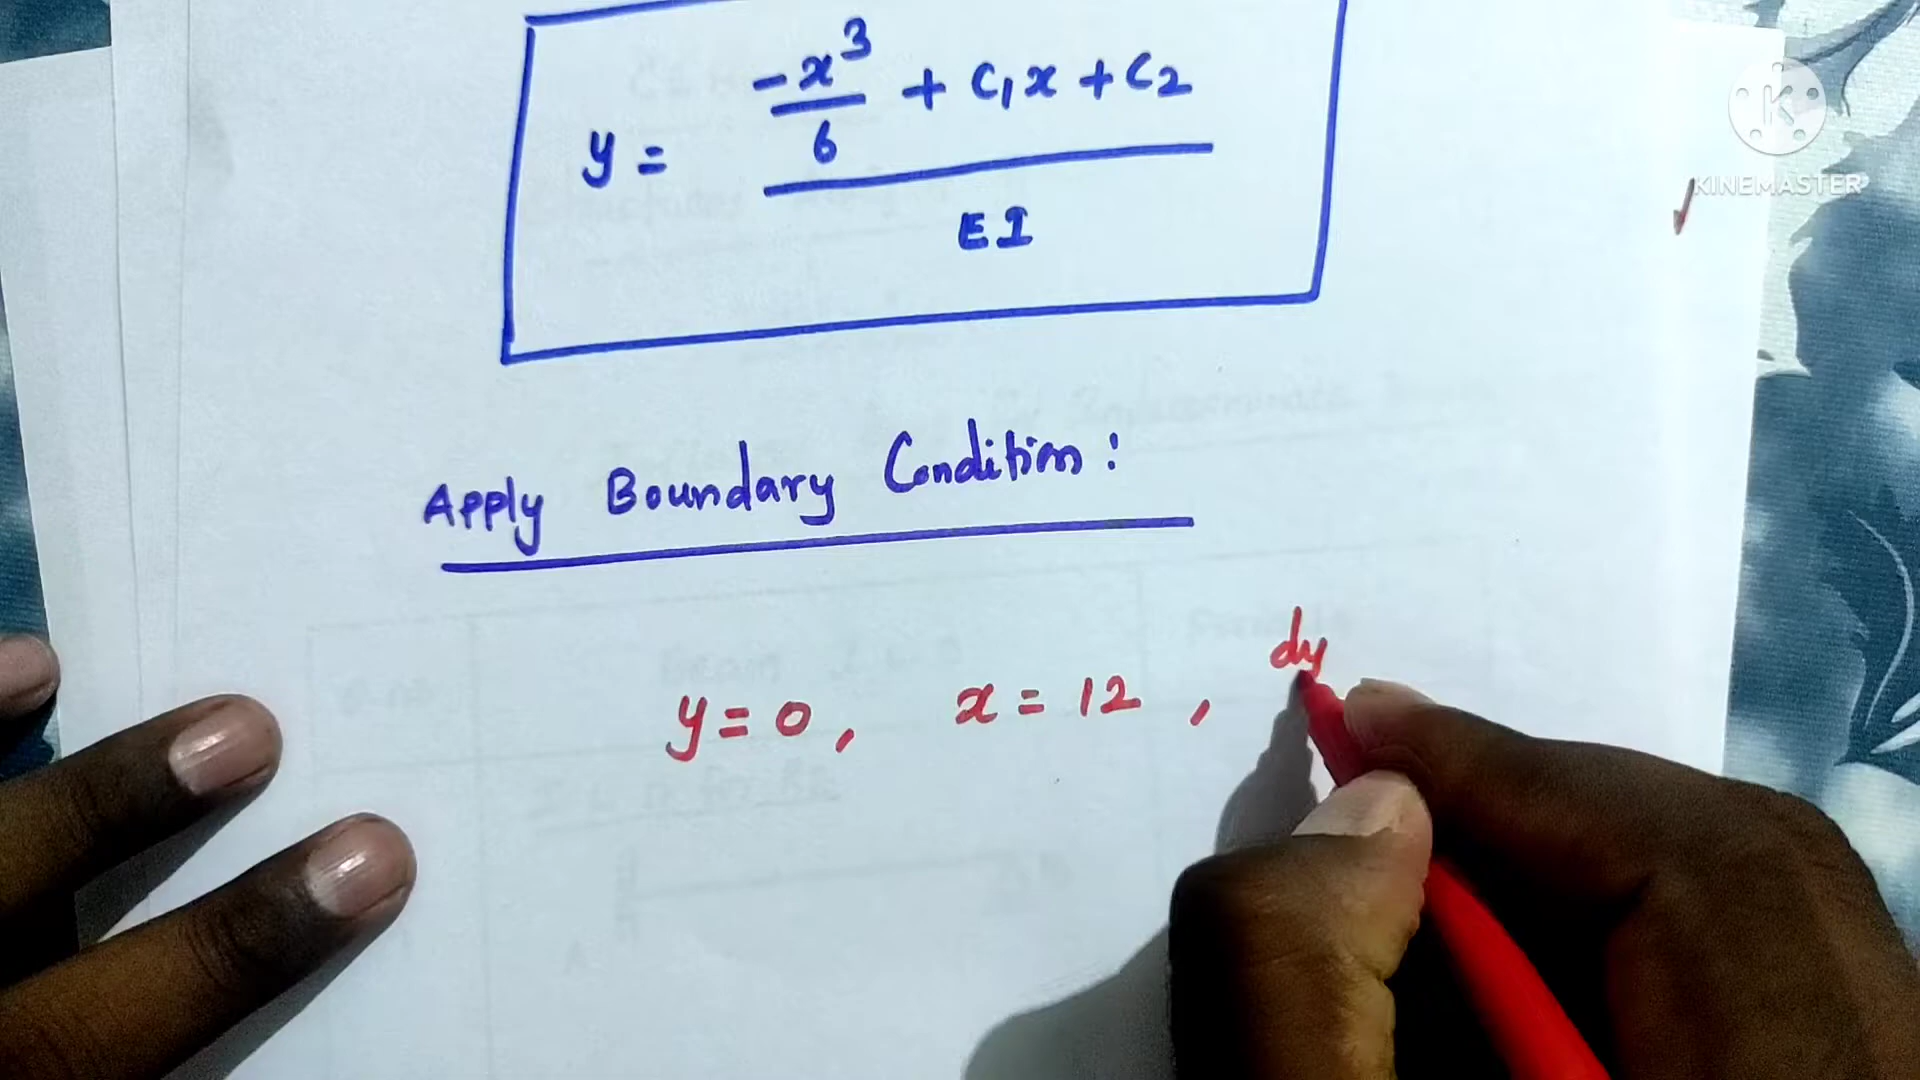 y = (-x³/6 + C₁x + C₂) / EI
KINEMASTER
Apply Boundary Condition:
y = 0, x = 12, dy